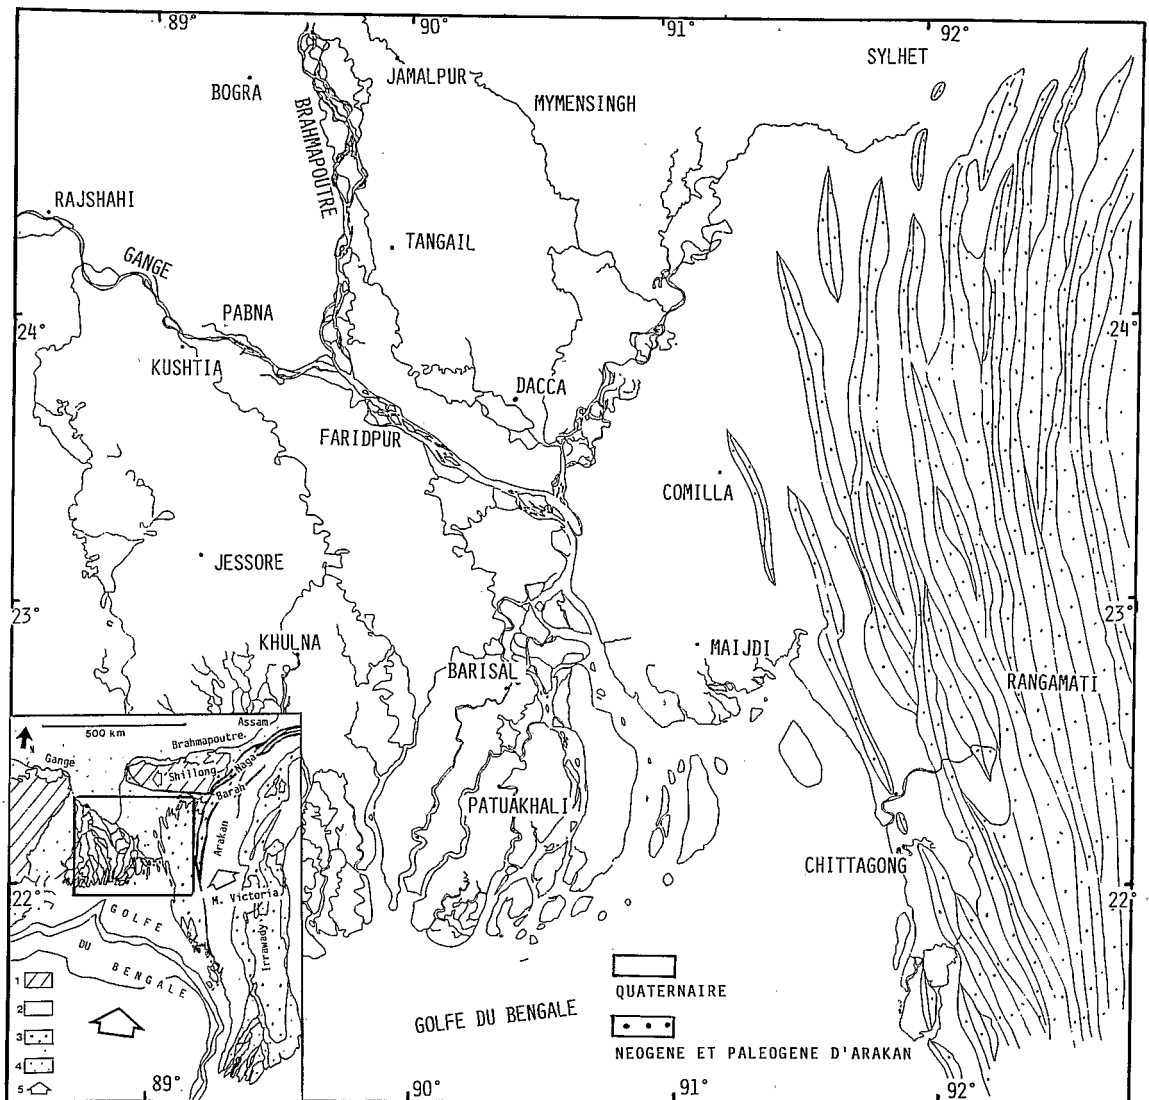 89°
90°
91°
92°
SYLHET
JAMALPUR
BOGRA
MYMENSINGH
BRAHMAPOUTRE
RAJSHAHI
TANGAIL
GANGE
PABNA
24°
24°
KUSHTIA
DACCA
FARIDPUR
COMILLA
JESSORE
23°
23°
KHULNA
MAIJDI
BARISAL
RANGAMATI
PATUAKHALI
CHITTAGONG
22°
22°
GOLFE DU BENGALE
QUATERNAIRE
NEOGENE ET PALEOGENE D'ARAKAN
89°
90°
91°
92°
500 km
N
Assam
Brahmapoutre
Gange
Shillong
Naga
Barah
Arakan
M. Victoria
Irrawady
GOLFE
DU
BENGALE
1
2
3
4
5